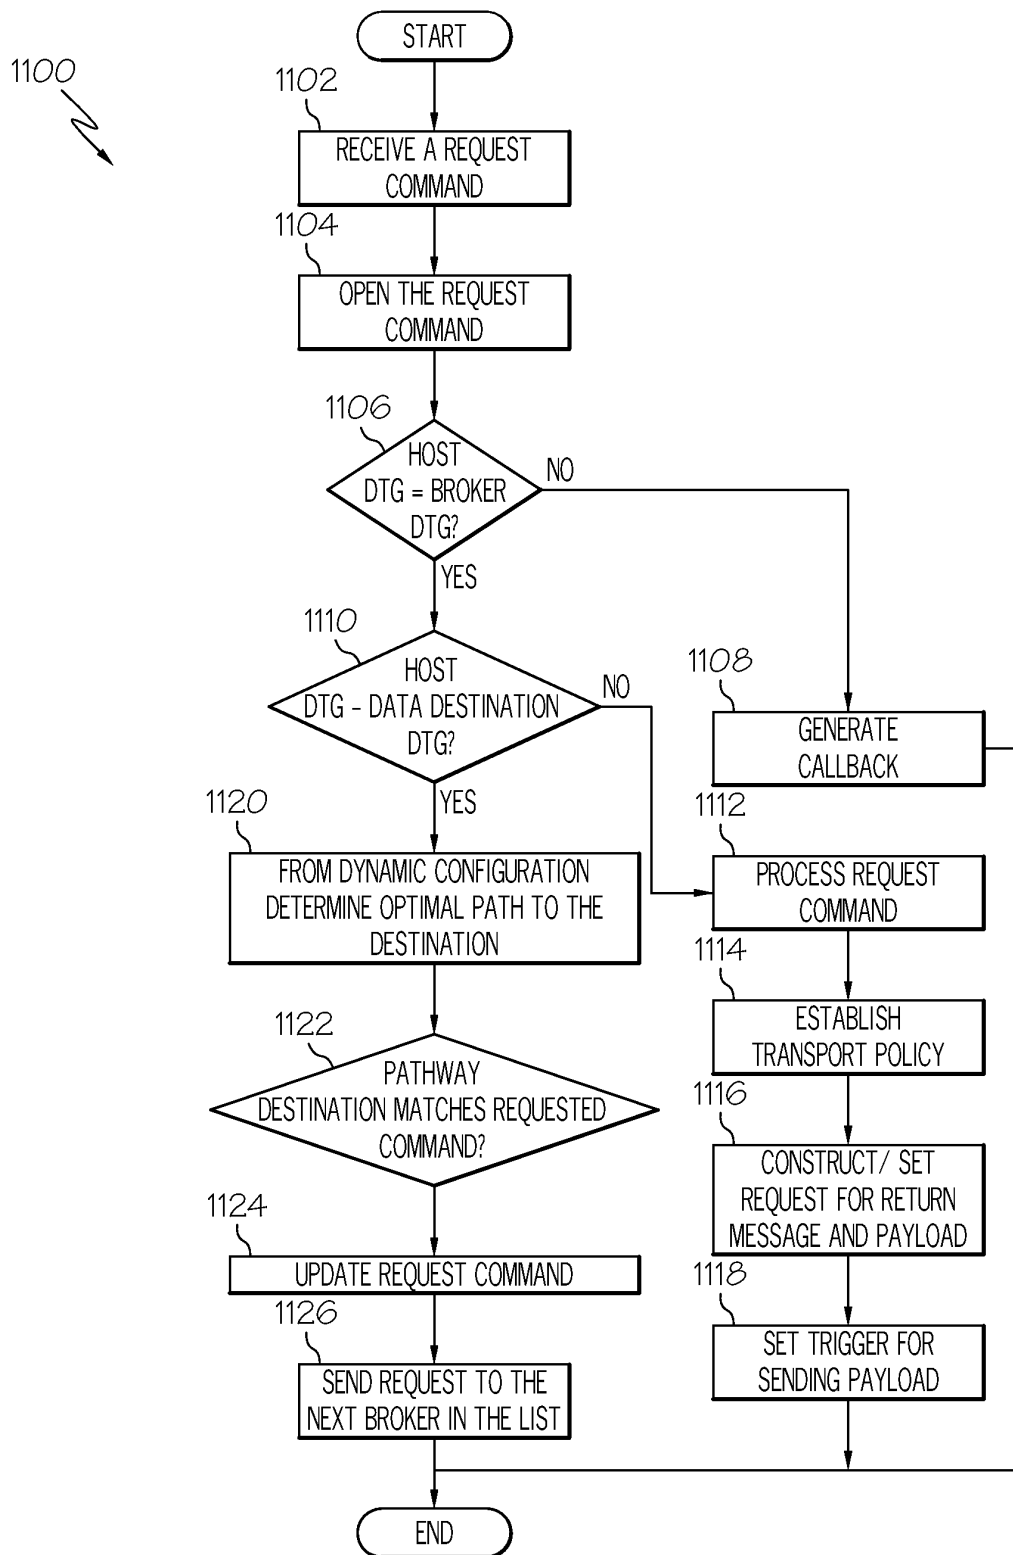 START
1100
1102
RECEIVE A REQUEST
COMMAND
1104
OPEN THE REQUEST
COMMAND
1106
HOST
DTG = BROKER
DTG?
NO
YES
1110
HOST
DTG - DATA DESTINATION
DTG?
NO
YES
1108
GENERATE
CALLBACK
1120
FROM DYNAMIC CONFIGURATION
DETERMINE OPTIMAL PATH TO THE
DESTINATION
1112
PROCESS REQUEST
COMMAND
1114
ESTABLISH
TRANSPORT POLICY
1122
PATHWAY
DESTINATION MATCHES REQUESTED
COMMAND?
1116
CONSTRUCT/ SET
REQUEST FOR RETURN
MESSAGE AND PAYLOAD
1124
UPDATE REQUEST COMMAND
1118
SET TRIGGER FOR
SENDING PAYLOAD
1126
SEND REQUEST TO THE
NEXT BROKER IN THE LIST
END